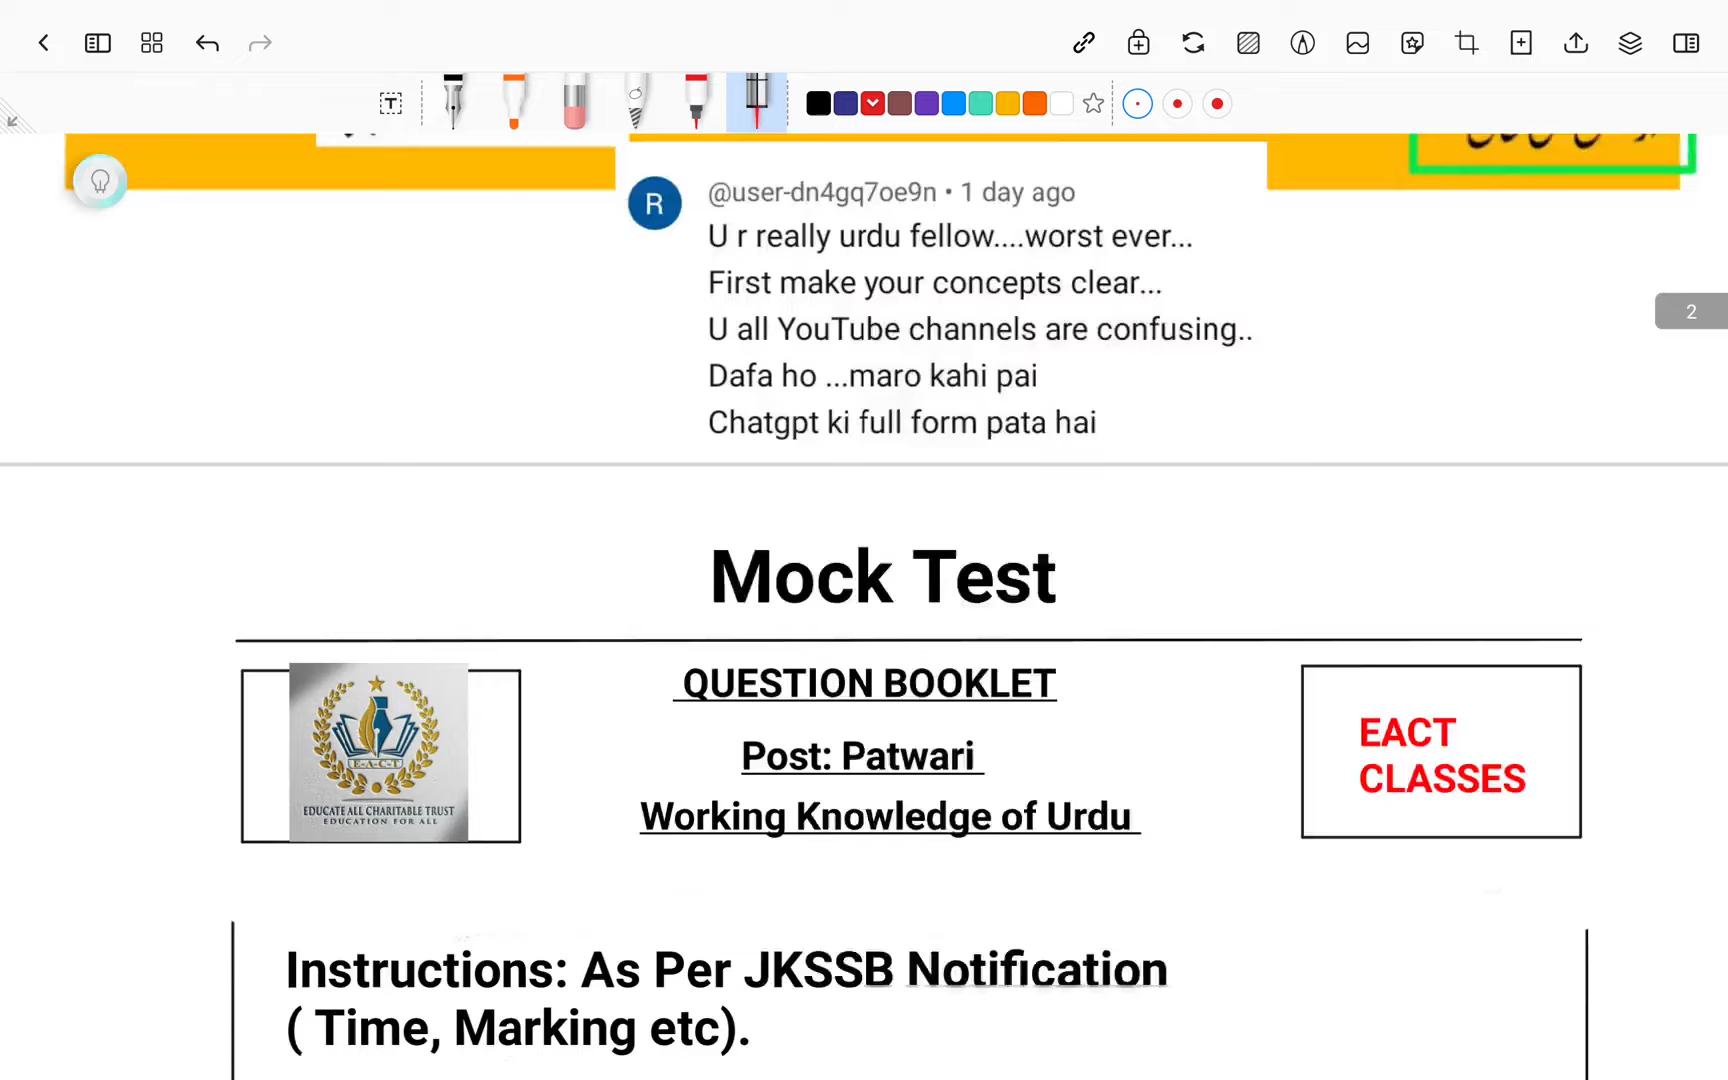 R
@user-dn4gq7oe9n • 1 day ago
U r really urdu fellow....worst ever...
First make your concepts clear...
U all YouTube channels are confusing..
Dafa ho ...maro kahi pai
Chatgpt ki full form pata hai
2
Mock Test
QUESTION BOOKLET
Post: Patwari
Working Knowledge of Urdu
E-A-C-T
EDUCATE ALL CHARITABLE TRUST
EDUCATION FOR ALL
EACT
CLASSES
Instructions: As Per JKSSB Notification
( Time, Marking etc).